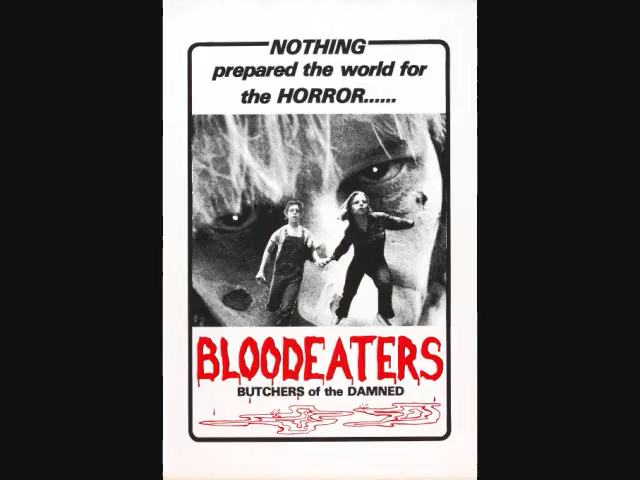 NOTHING
prepared the world for
the HORROR......
BLOODEATERS
BUTCHERS of the DAMNED